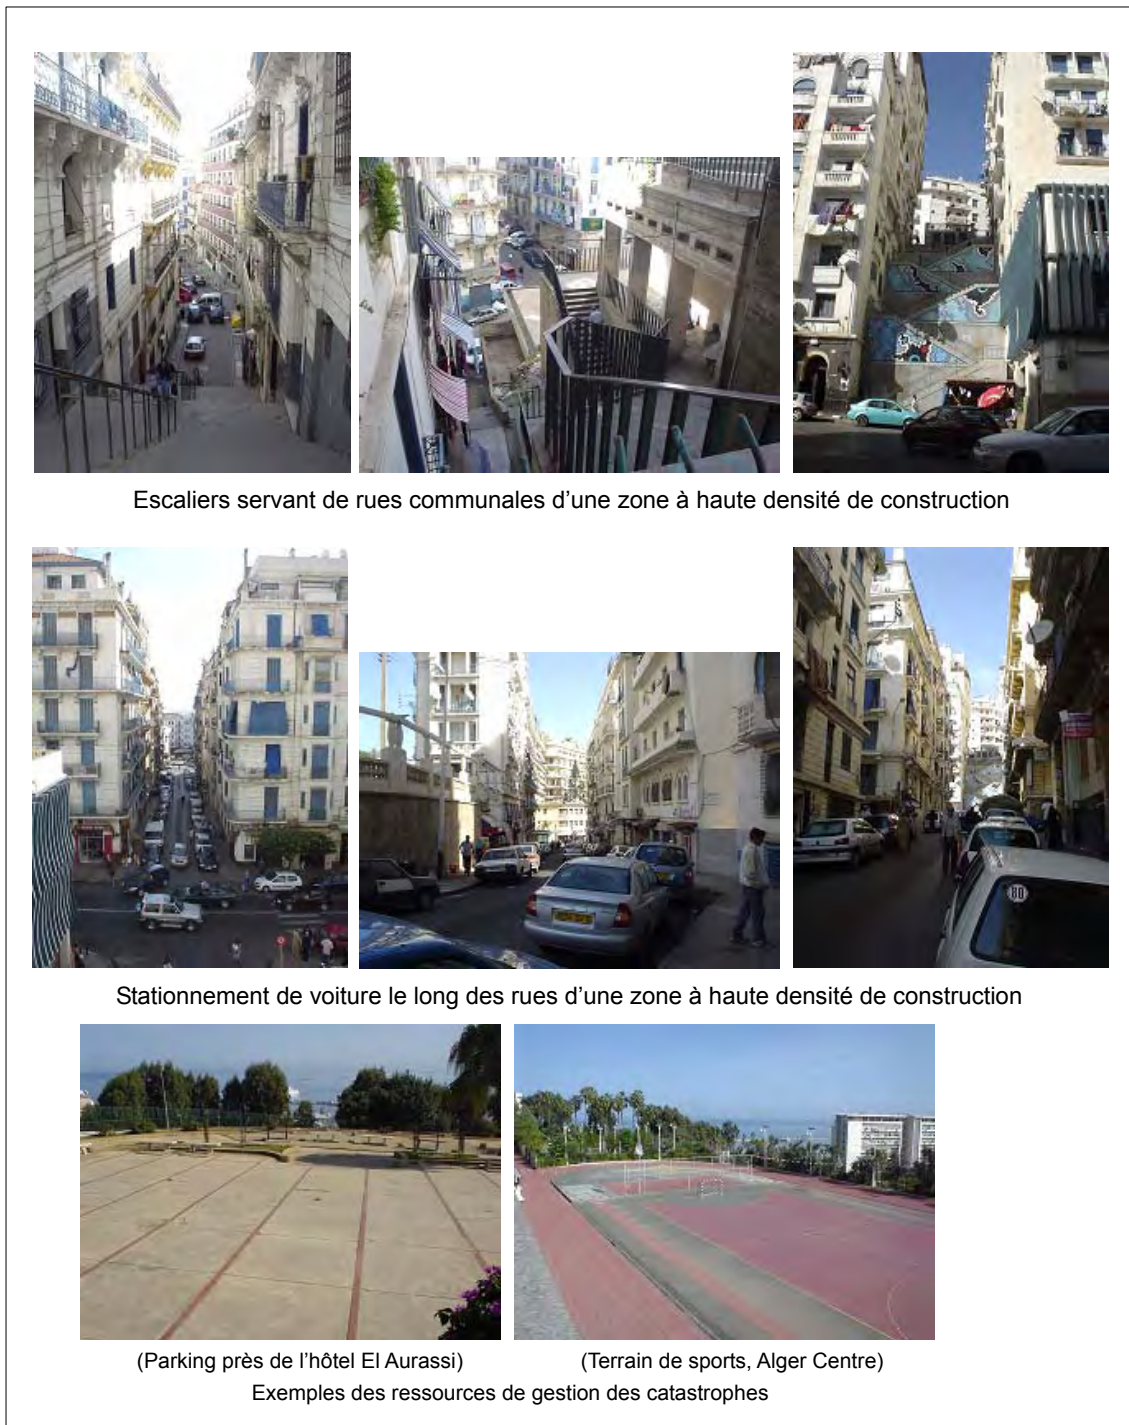 80
Escaliers servant de rues communales d'une zone à haute densité de construction
Stationnement de voiture le long des rues d'une zone à haute densité de construction
(Parking près de l'hôtel El Aurassi)
(Terrain de sports, Alger Centre)
Exemples des ressources de gestion des catastrophes